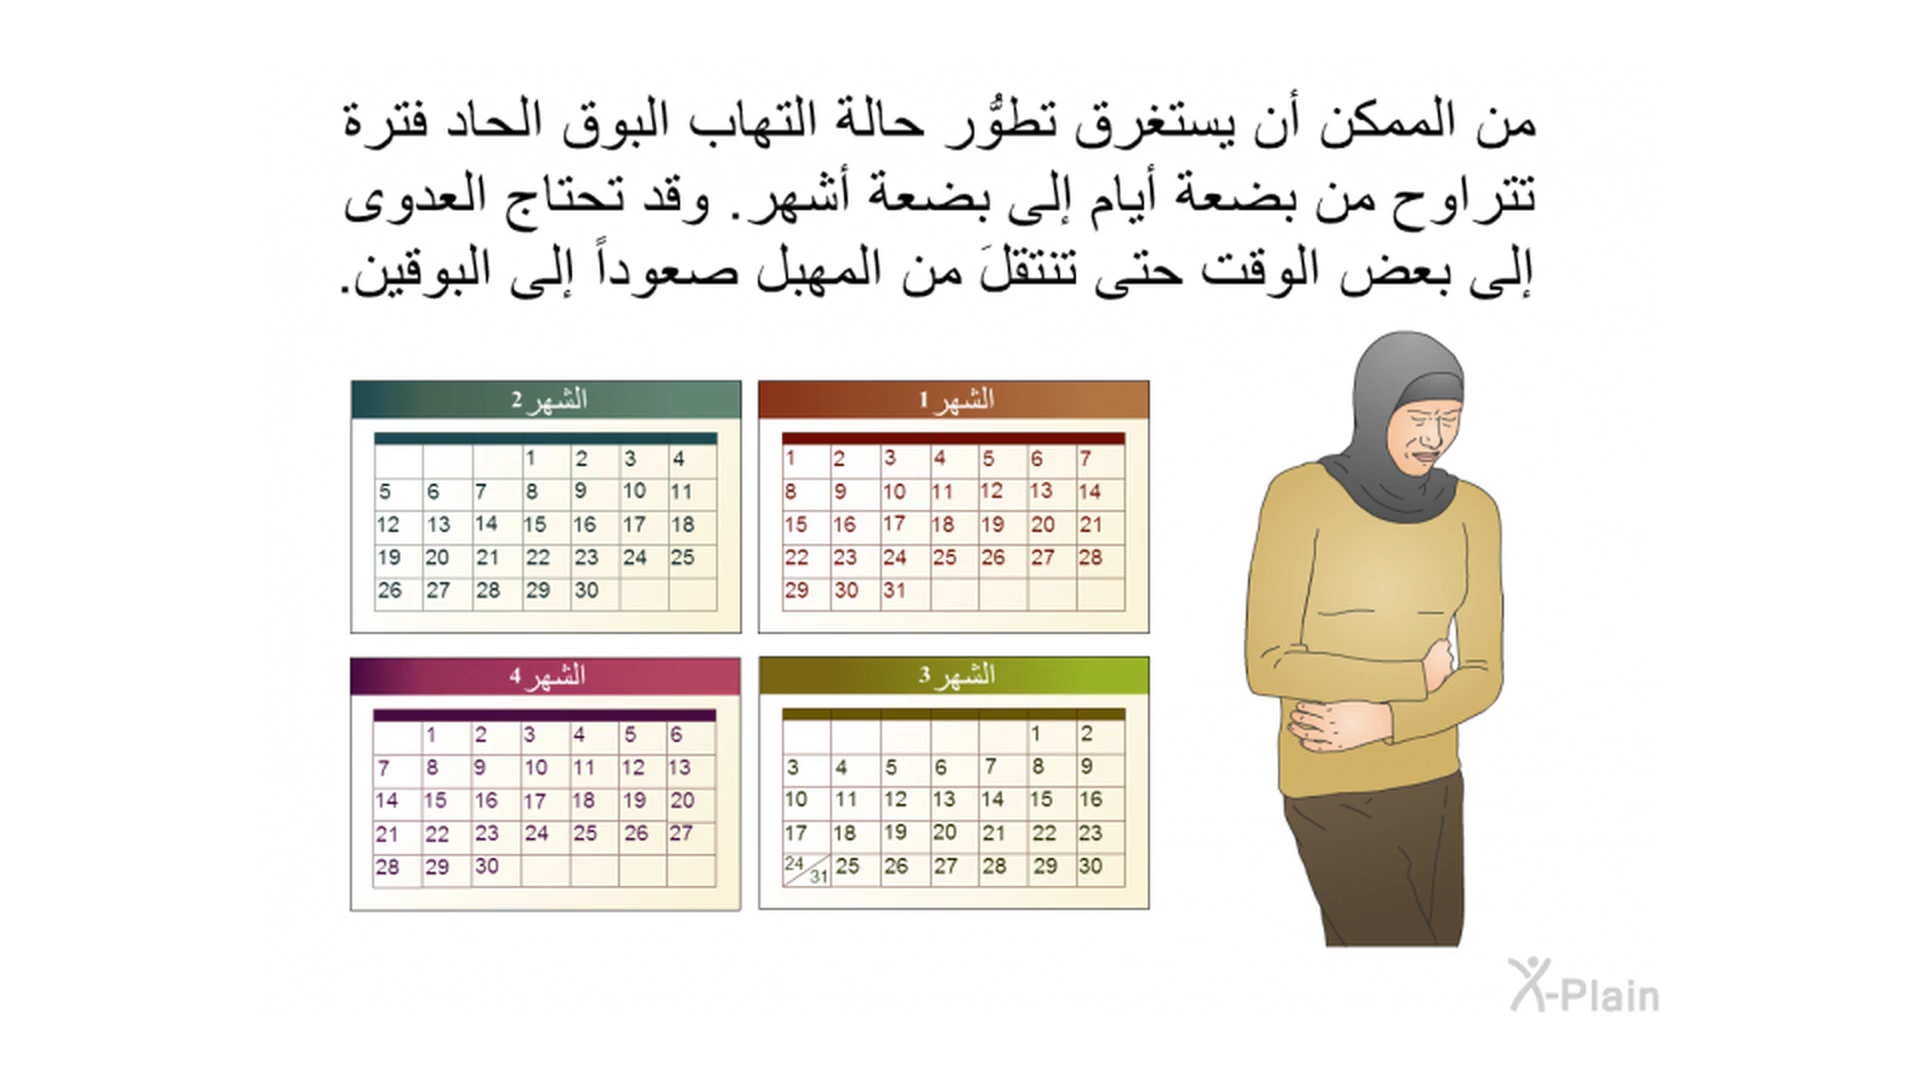 من الممكن أن يستغرق تطوُّر حالة التهاب البوق الحاد فترة
تتراوح من بضعة أيام إلى بضعة أشهر. وقد تحتاج العدوى
إلى بعض الوقت حتى تنتقلَ من المهبل صعوداً إلى البوقين.
الشهر 1
1 2 3 4 5 6 7
8 9 10 11 12 13 14
15 16 17 18 19 20 21
22 23 24 25 26 27 28
29 30 31
الشهر 2
1 2 3 4
5 6 7 8 9 10 11
12 13 14 15 16 17 18
19 20 21 22 23 24 25
26 27 28 29 30
الشهر 3
1 2
3 4 5 6 7 8 9
10 11 12 13 14 15 16
17 18 19 20 21 22 23
24/31 25 26 27 28 29 30
الشهر 4
1 2 3 4 5 6
7 8 9 10 11 12 13
14 15 16 17 18 19 20
21 22 23 24 25 26 27
28 29 30
X-Plain